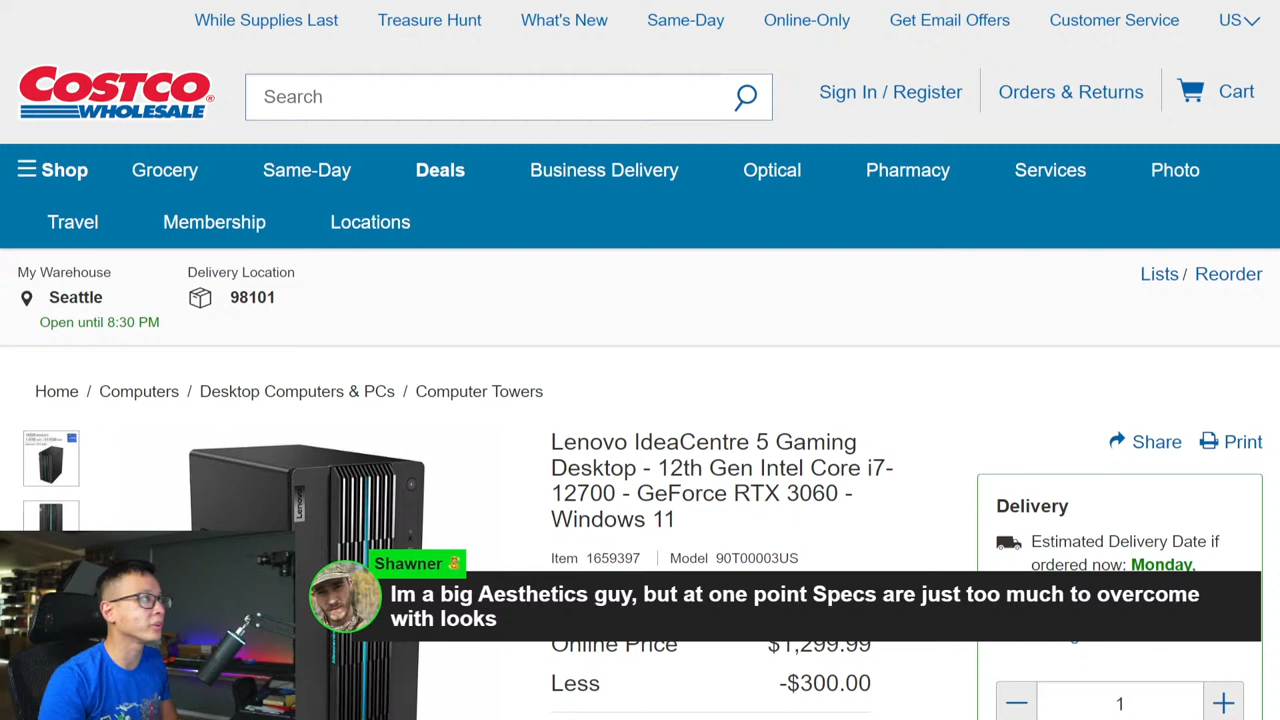 While Supplies Last Treasure Hunt What's New Same-Day Online-Only Get Email Offers Customer Service US
COSTCO WHOLESALE
Search
Sign In / Register Orders & Returns Cart
Shop Grocery Same-Day Deals Business Delivery Optical Pharmacy Services Photo
Travel Membership Locations
My Warehouse
Seattle
Open until 8:30 PM
Delivery Location
98101
Lists / Reorder
Home / Computers / Desktop Computers & PCs / Computer Towers
Lenovo
Lenovo IdeaCentre 5 Gaming
Desktop - 12th Gen Intel Core i7-
12700 - GeForce RTX 3060 -
Windows 11
Item 1659397 Model 90T00003US
Share Print
Delivery
Estimated Delivery Date if
ordered now: Monday,
Shawner
Im a big Aesthetics guy, but at one point Specs are just too much to overcome
with looks
Online Price $1,299.99
Less -$300.00
1